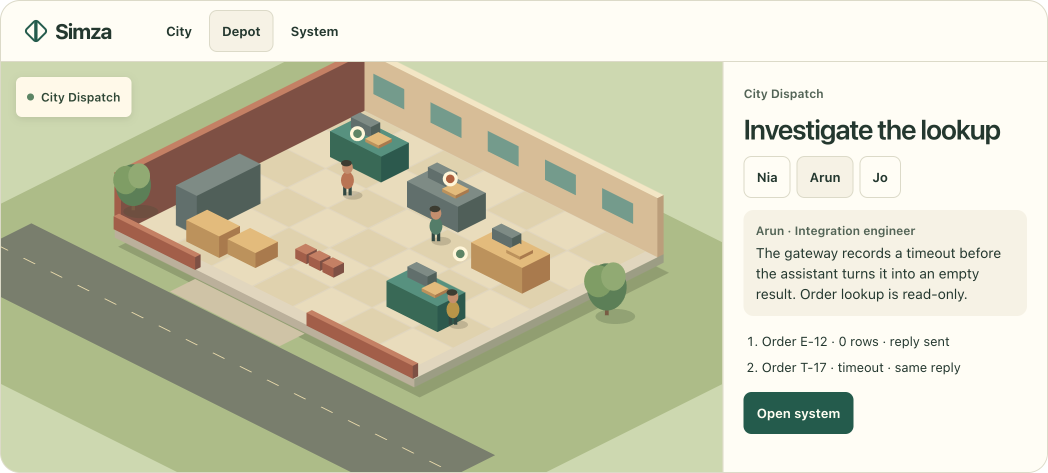 Simza
City
Depot
System
City Dispatch
City Dispatch
Investigate the lookup
Nia
Arun
Jo
Arun · Integration engineer
The gateway records a timeout before
the assistant turns it into an empty
result. Order lookup is read-only.
1. Order E-12 · 0 rows · reply sent
2. Order T-17 · timeout · same reply
Open system